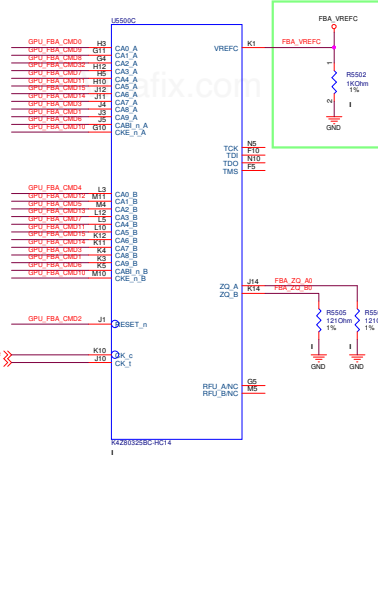 U5500C
FBA_VREFC
GPU_FBA_CMD0 H3 CA0_A
GPU_FBA_CMD9 G11 CA1_A
GPU_FBA_CMD8 G4 CA2_A
GPU_FBA_CMD32 H12 CA3_A
GPU_FBA_CMD7 H5 CA4_A
GPU_FBA_CMD11 H10 CA5_A
GPU_FBA_CMD15 J12 CA6_A
GPU_FBA_CMD14 J11 CA7_A
GPU_FBA_CMD3 J4 CA8_A
GPU_FBA_CMD1 J3 CA9_A
GPU_FBA_CMD6 J5 CABI_n_A
GPU_FBA_CMD10 G10 CKE_n_A
VREFC K1 FBA_VREFC
1
R5502
1KOhm
1%
2
GND
TCK N5
TDI F10
TDO N10
TMS F5
GPU_FBA_CMD4 L3 CA0_B
GPU_FBA_CMD12 M11 CA1_B
GPU_FBA_CMD5 M4 CA2_B
GPU_FBA_CMD13 L12 CA3_B
GPU_FBA_CMD7 L5 CA4_B
GPU_FBA_CMD11 L10 CA5_B
GPU_FBA_CMD15 K12 CA6_B
GPU_FBA_CMD14 K11 CA7_B
GPU_FBA_CMD3 K4 CA8_B
GPU_FBA_CMD1 K3 CA9_B
GPU_FBA_CMD6 K5 CABI_n_B
GPU_FBA_CMD10 M10 CKE_n_B
ZQ_A J14 FBA_ZQ_A0
ZQ_B K14 FBA_ZQ_B0
GPU_FBA_CMD2 J1 RESET_n
R5505
121Ohm
1%
GND
1%
GND
K10 CK_c
J10 CK_t
RFU_A/NC G5
RFU_B/NC M5
K4Z80325BC-HC14